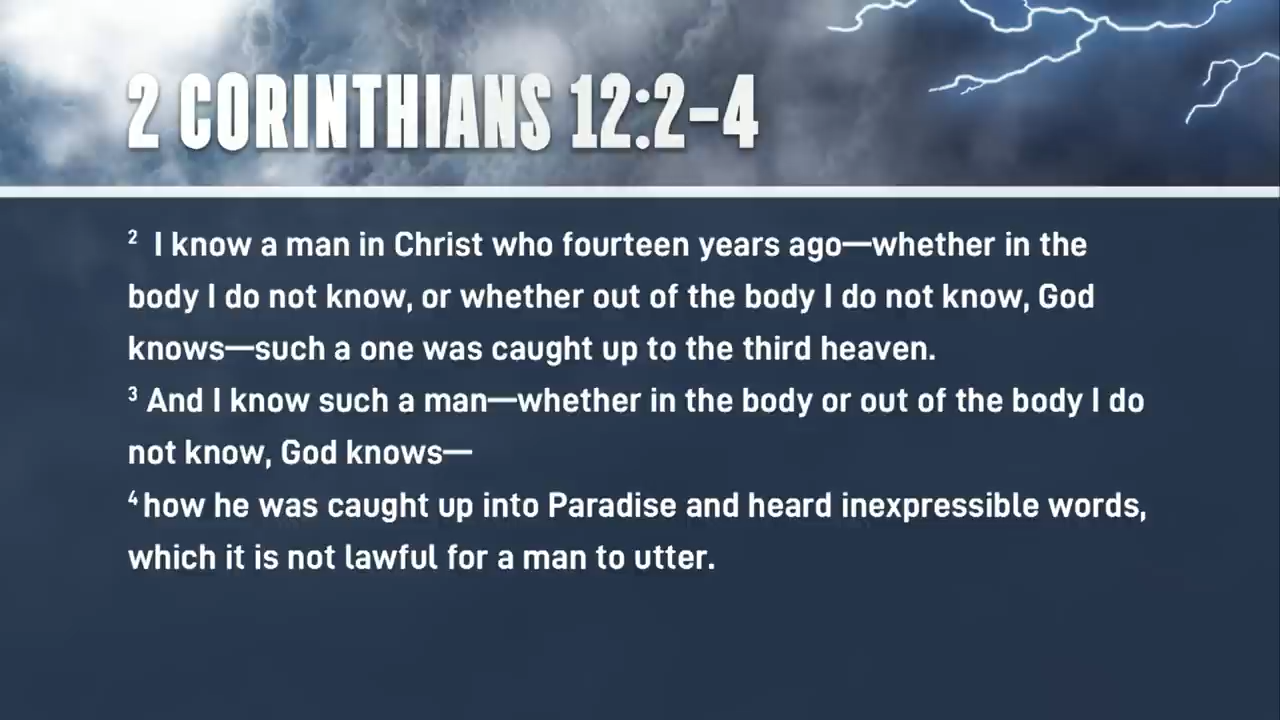 2 CORINTHIANS 12:2–4
2 I know a man in Christ who fourteen years ago—whether in the
body I do not know, or whether out of the body I do not know, God
knows—such a one was caught up to the third heaven.
3 And I know such a man—whether in the body or out of the body I do
not know, God knows—
4 how he was caught up into Paradise and heard inexpressible words,
which it is not lawful for a man to utter.